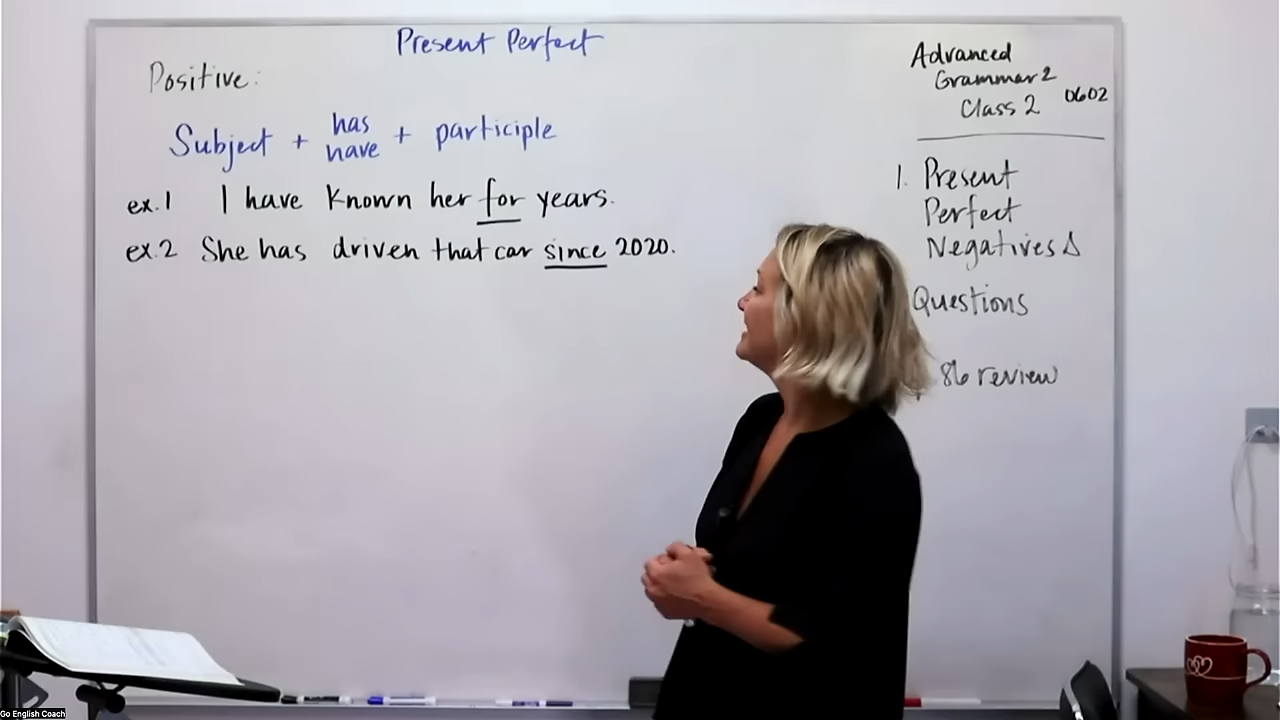 Present Perfect
Positive:
Subject + has have + participle
ex.1 I have known her for years.
ex.2 She has driven that car since 2020.
Advanced
Grammar 2
Class 2 0602
1. Present
Perfect
Negatives
Questions
86 review
Go English Coach